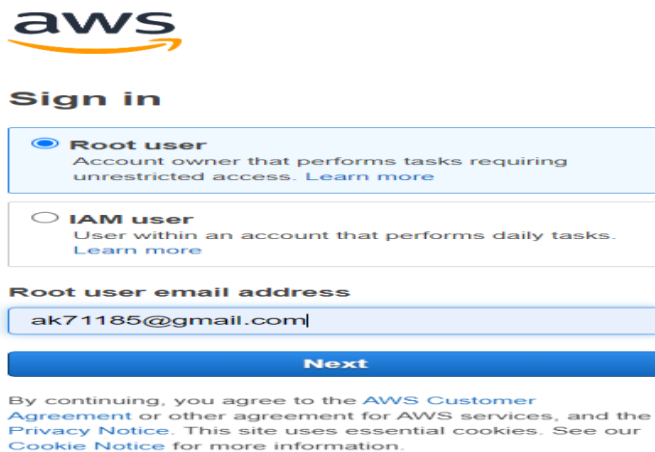 aws
Sign in
Root user
Account owner that performs tasks requiring
unrestricted access. Learn more
IAM user
User within an account that performs daily tasks.
Learn more
Root user email address
ak71185@gmail.com
Next
By continuing, you agree to the AWS Customer
Agreement or other agreement for AWS services, and the
Privacy Notice. This site uses essential cookies. See our
Cookie Notice for more information.